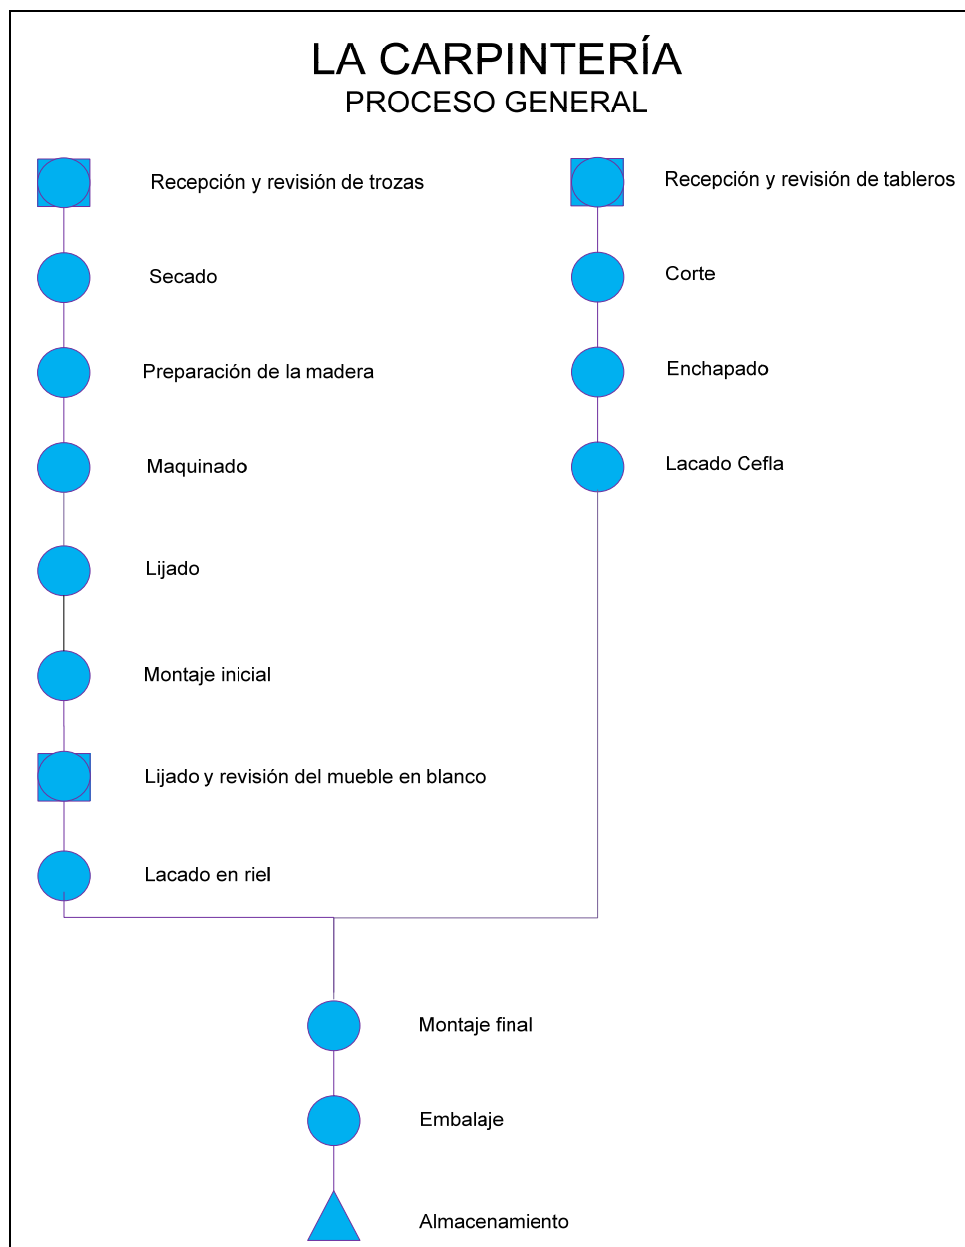 LA CARPINTERÍA
PROCESO GENERAL
Recepción y revisión de trozas
Secado
Preparación de la madera
Maquinado
Lijado
Montaje inicial
Lijado y revisión del mueble en blanco
Lacado en riel
Recepción y revisión de tableros
Corte
Enchapado
Lacado Cefla
Montaje final
Embalaje
Almacenamiento